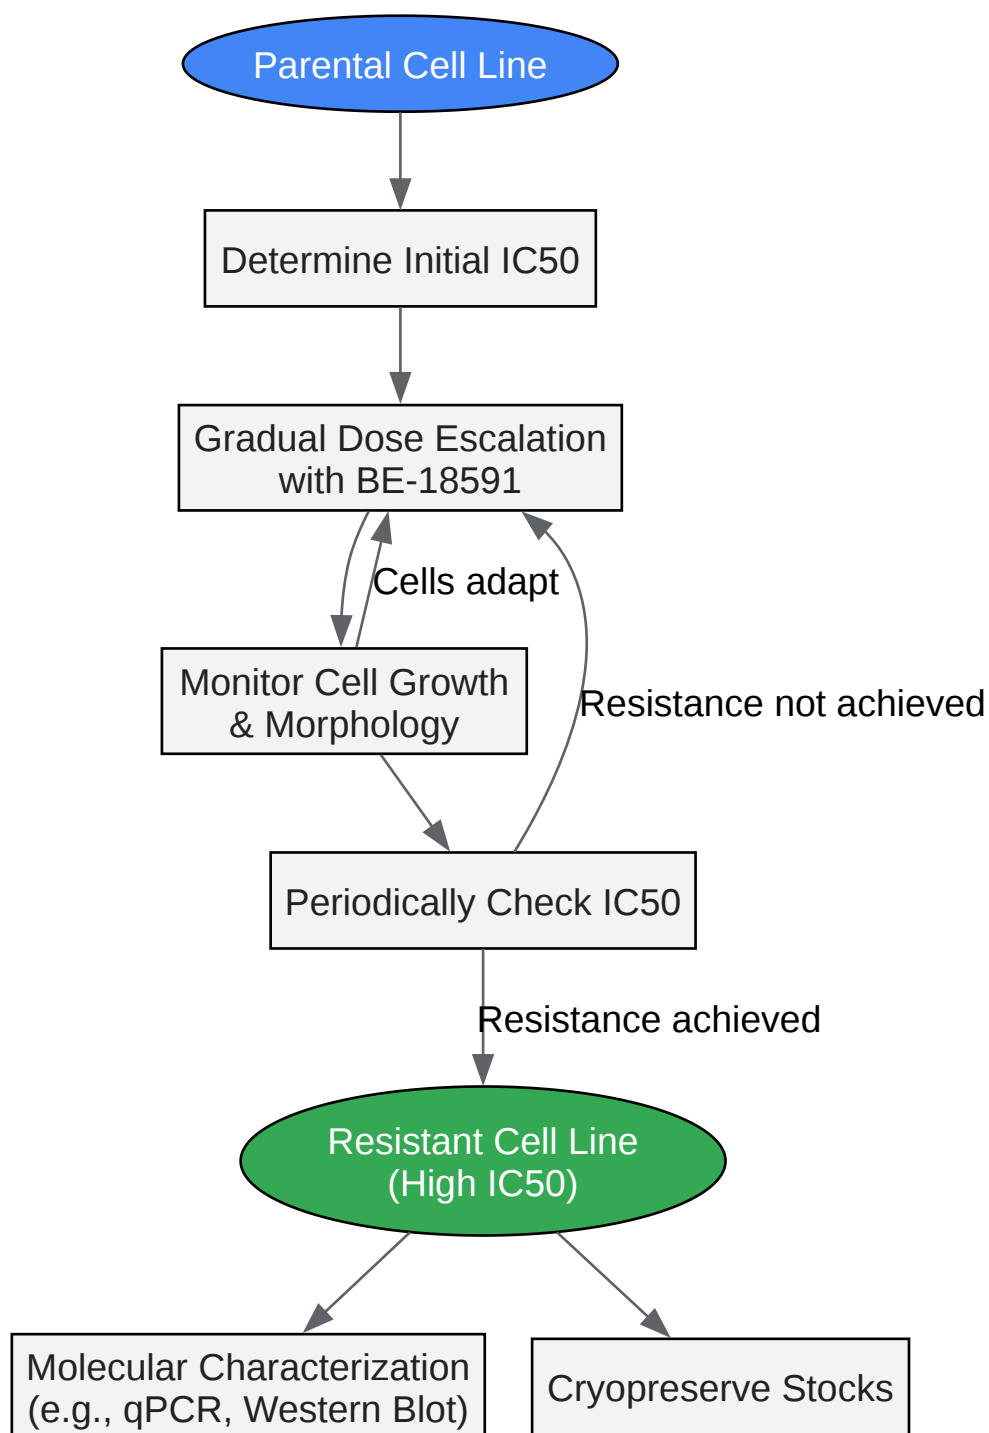 Parental Cell Line
Determine Initial IC50
Gradual Dose Escalation
with BE-18591
Cells adapt
Monitor Cell Growth
& Morphology
Resistance not achieved
Periodically Check IC50
Resistance achieved
Resistant Cell Line
(High IC50)
Molecular Characterization
(e.g., qPCR, Western Blot)
Cryopreserve Stocks